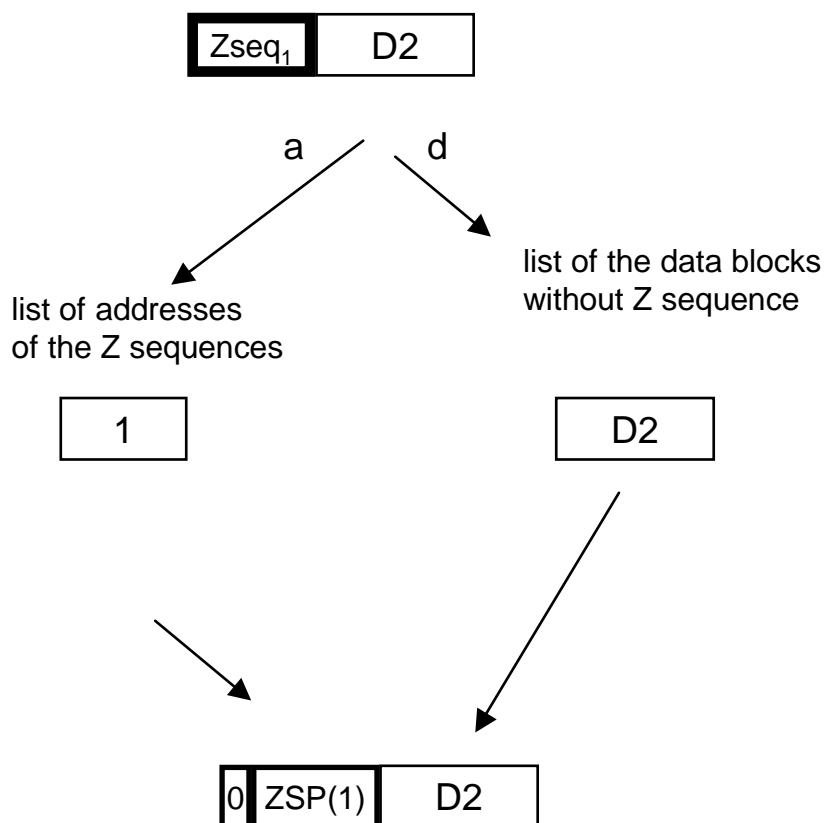 Zseq₁ D2
a d
list of the data blocks
without Z sequence
list of addresses
of the Z sequences
1 D2
0 ZSP(1) D2